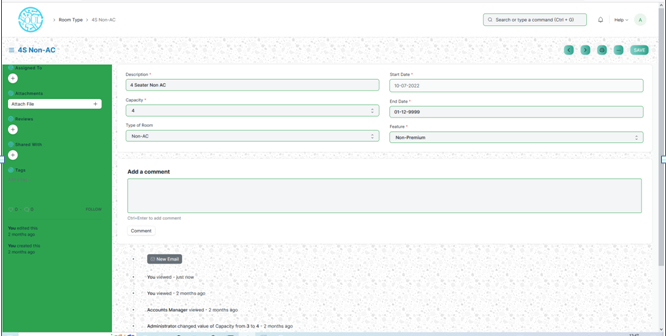 Room Type > 4S Non-AC
Search or type a command (Ctrl + G)
Help
A
4S Non-AC
SAVE
Assigned To
Attachments
Attach File +
Reviews
Shared With
Tags
You edited this
2 months ago
You created this
2 months ago
Description *
4 Seater Non AC
Capacity *
4
Type of Room
Non-AC
Start Date *
10-07-2022
End Date *
01-12-9999
Feature *
Non-Premium
Add a comment
Ctrl+Enter to add comment
Comment
New Email
You viewed - just now
You viewed - 2 months ago
Accounts Manager viewed - 2 months ago
Administrator changed value of Capacity from 3 to 4 - 2 months ago